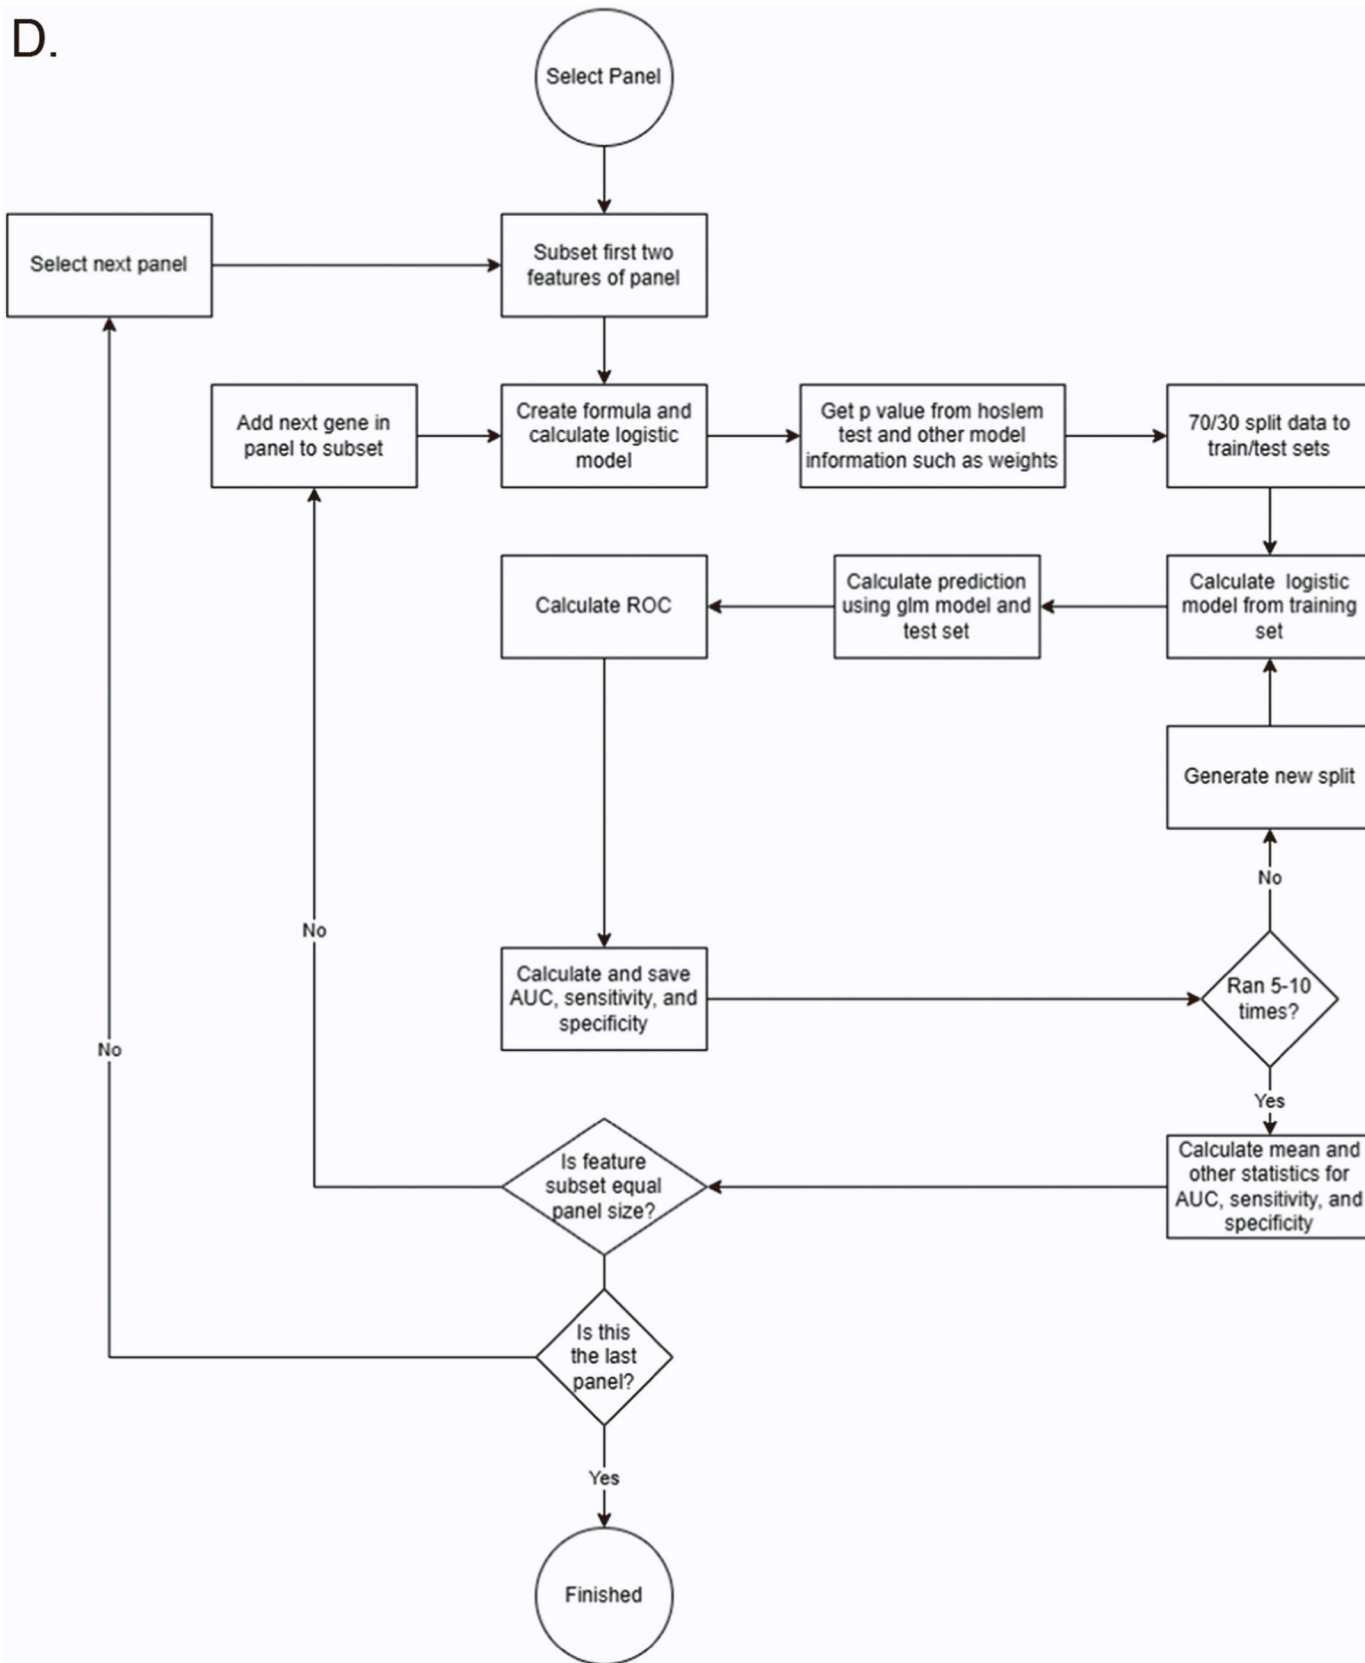 D.
Select Panel
Select next panel
Subset first two
features of panel
Add next gene in
panel to subset
Create formula and
calculate logistic
model
Get p value from hoslem
test and other model
information such as weights
70/30 split data to
train/test sets
Calculate ROC
Calculate prediction
using glm model and
test set
Calculate logistic
model from training
set
Generate new split
No
No
Calculate and save
AUC, sensitivity, and
specificity
Ran 5-10
times?
No
Yes
Is feature
subset equal
panel size?
Calculate mean and
other statistics for
AUC, sensitivity, and
specificity
Is this
the last
panel?
Yes
Finished